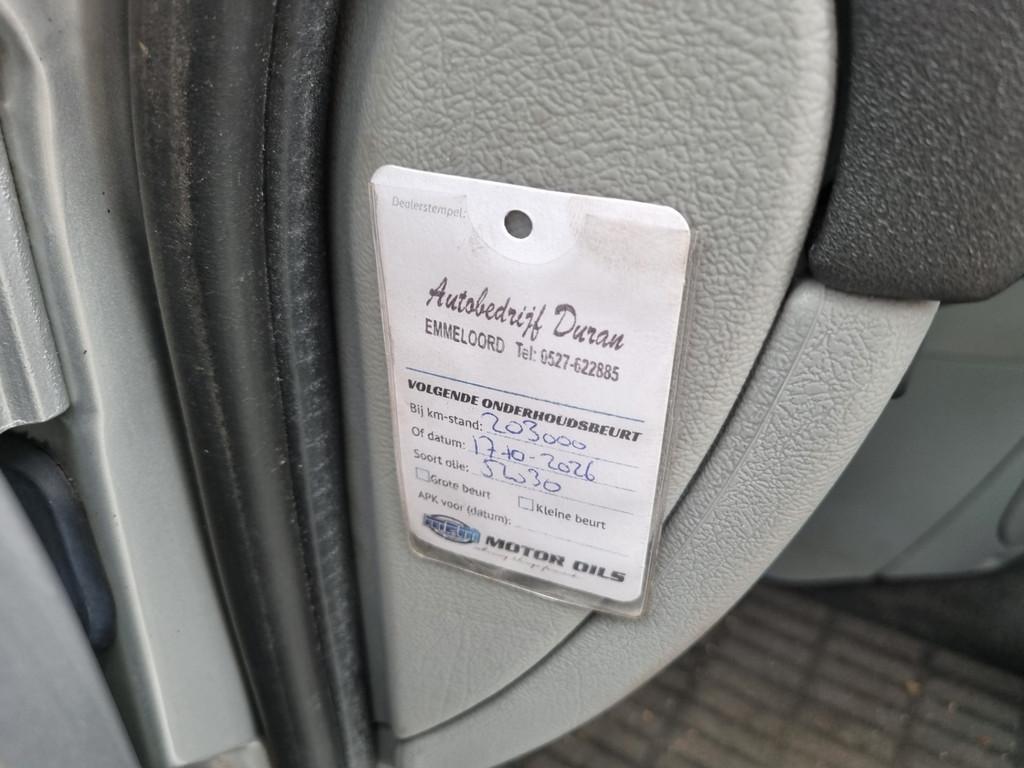 Dealerstempel:
Autobedrijf Duran
EMMELOORD Tel: 0527-622885
VOLGENDE ONDERHOUDSBEURT
Bij km-stand: 203000
Of datum: 17-10-2026
Soort olie: 5W30
Grote beurt Kleine beurt
APK voor (datum):
MOTOR OILS